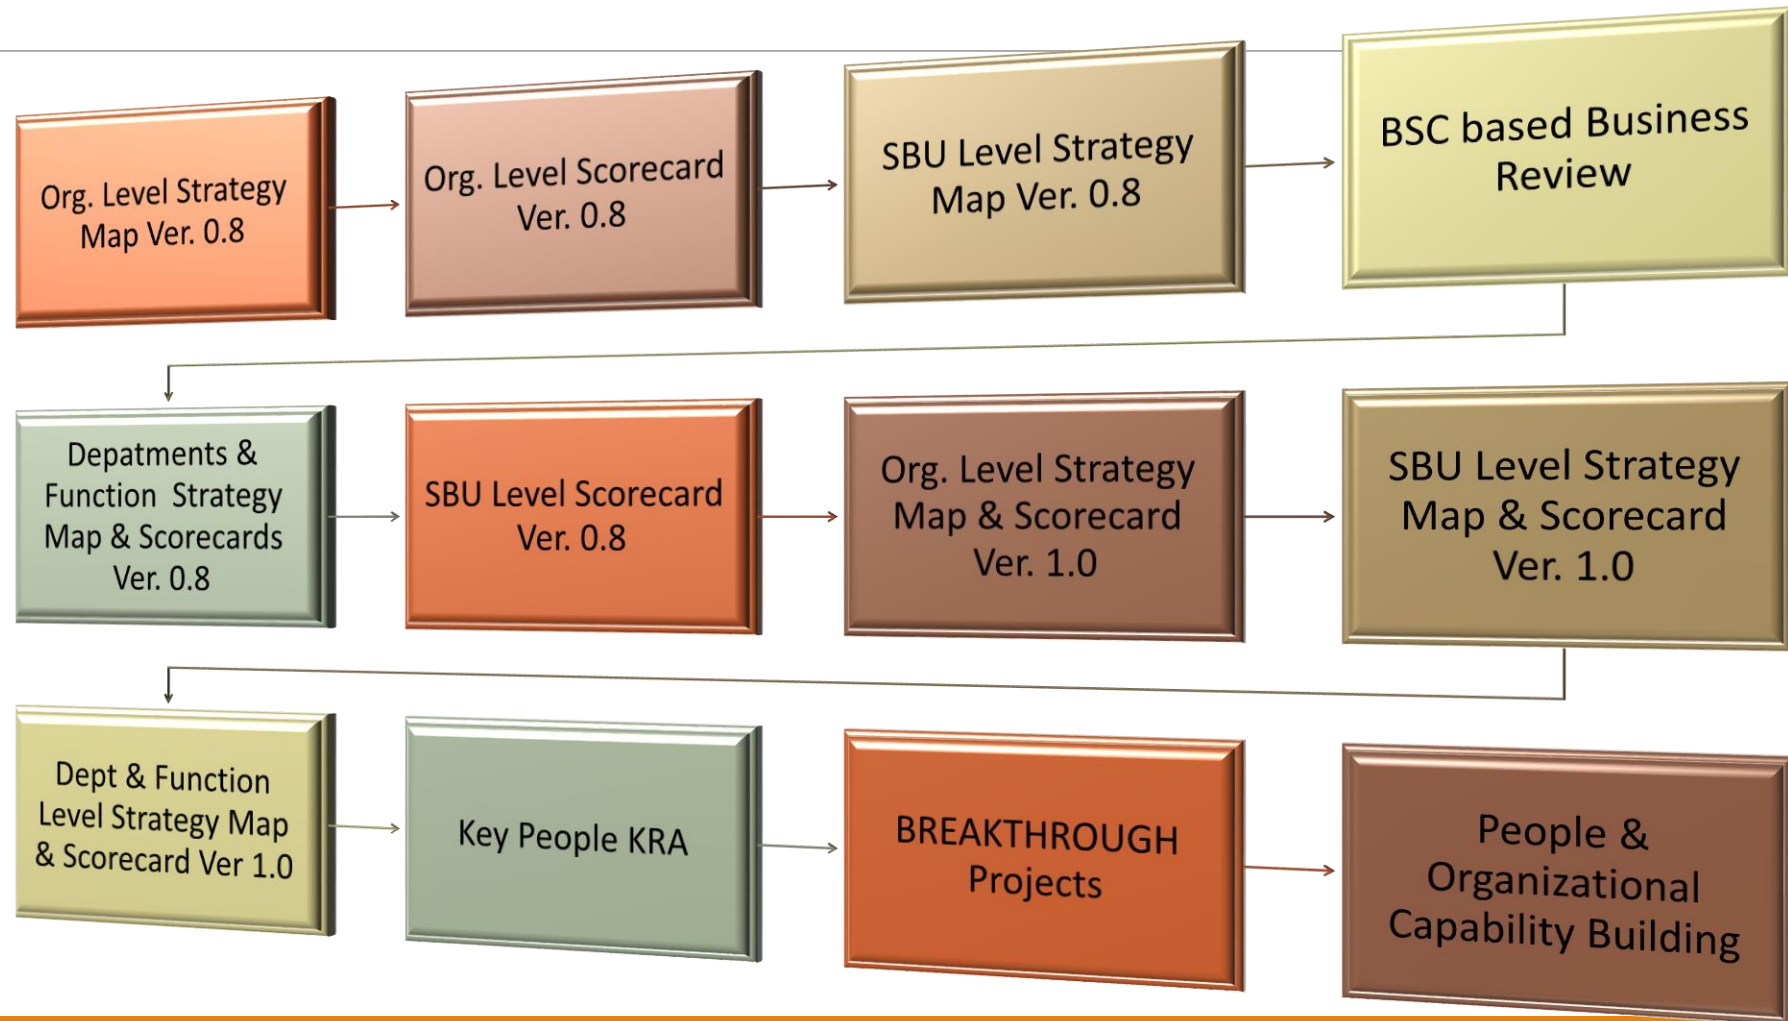 Org. Level Strategy
Map Ver. 0.8
Org. Level Scorecard
Ver. 0.8
SBU Level Strategy
Map Ver. 0.8
BSC based Business
Review
Depatments &
Function Strategy
Map & Scorecards
Ver. 0.8
SBU Level Scorecard
Ver. 0.8
Org. Level Strategy
Map & Scorecard
Ver. 1.0
SBU Level Strategy
Map & Scorecard
Ver. 1.0
Dept & Function
Level Strategy Map
& Scorecard Ver 1.0
Key People KRA
BREAKTHROUGH
Projects
People &
Organizational
Capability Building